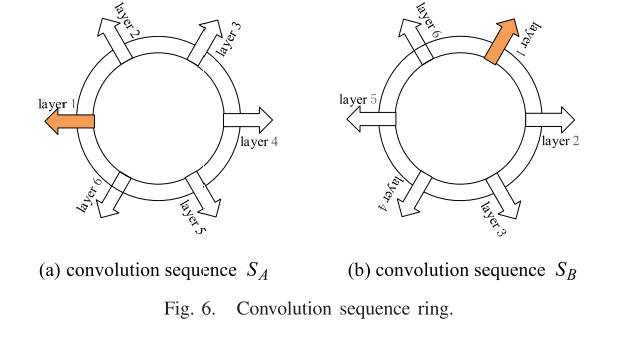 layer 2
layer 3
layer 1
layer 4
layer 6
layer 5
layer 6
layer 1
layer 5
layer 2
layer 4
layer 3
(a) convolution sequence S_A
(b) convolution sequence S_B
Fig. 6. Convolution sequence ring.